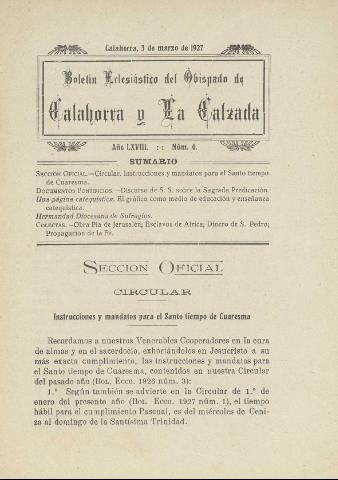 Calahorra, 3 de marzo de 1927
Boletín Eclesiástico del Obispado de
Calahorra y La Calzada
Año LXVIII. :-: Núm. 4.
SUMARIO
SECCIÓN OFICIAL.—Circular. Instrucciones y mandatos para el Santo tiempo
de Cuaresma.
DOCUMENTOS PONTIFICIOS.—Discurso de S. S. sobre la Sagrada Predicación.
Una página catequística. El gráfico como medio de educación y enseñanza
catequística.
Hermandad Diocesana de Sufragios.
COLECTAS.—Obra Pía de Jerusalén; Esclavos de Africa; Dinero de S. Pedro;
Propagación de la Fe.
SECCION OFICIAL
CIRCULAR
Instrucciones y mandatos para el Santo tiempo de Cuaresma
Recordamos a nuestros Venerables Cooperadores en la cura
de almas y en el sacerdocio, exhortándoles en Jesucristo a su
más exacto cumplimiento, las instrucciones y mandatos para
el Santo tiempo de Cuaresma, contenidos en nuestra Circular
del pasado año (BOL. ECCO. 1926 núm. 3):
1.° Según también se advierte en la Circular de 1.° de
enero del presente año (BOL. ECCO. 1927 núm. 1), el tiempo
hábil para el cumplimiento Pascual, es del miércoles de Ceni-
za al domingo de la Santísima Trinidad.